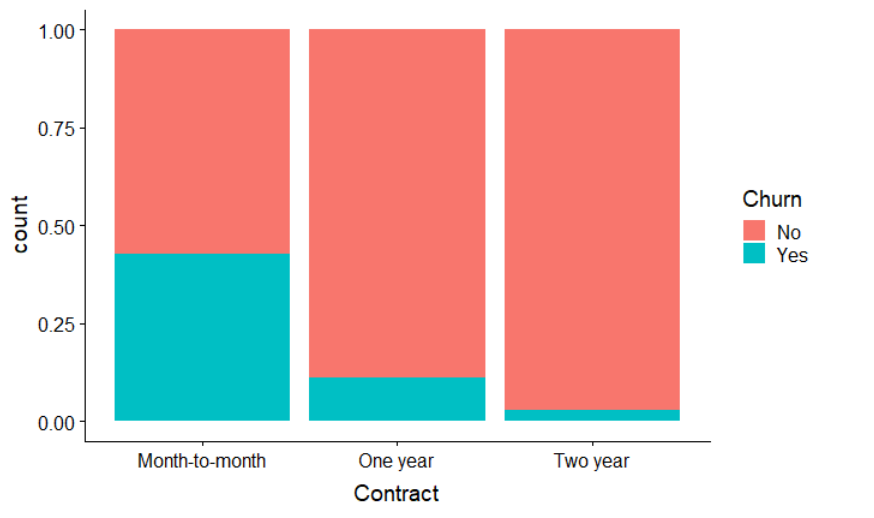 1.00
0.75
0.50
0.25
0.00
count
Month-to-month
One year
Two year
Contract
Churn
No
Yes